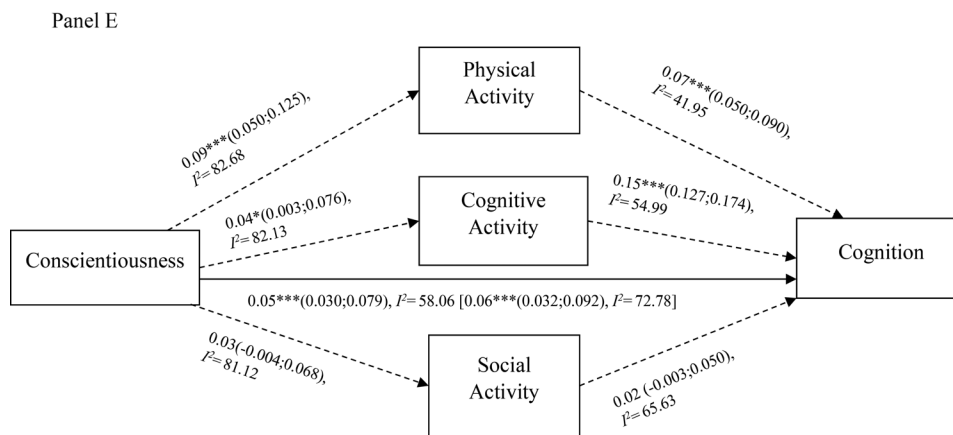 Panel E
Physical
Activity
0.09***(0.050;0.125),
I²= 82.68
0.07***(0.050;0.090),
I²= 41.95
Cognitive
Activity
0.04*(0.003;0.076),
I²= 82.13
0.15***(0.127;0.174),
I²= 54.99
Conscientiousness
Cognition
0.05***(0.030;0.079), I²= 58.06 [0.06***(0.032;0.092), I²= 72.78]
0.03(-0.004;0.068),
I²= 81.12
Social
Activity
0.02 (-0.003;0.050),
I²= 65.63